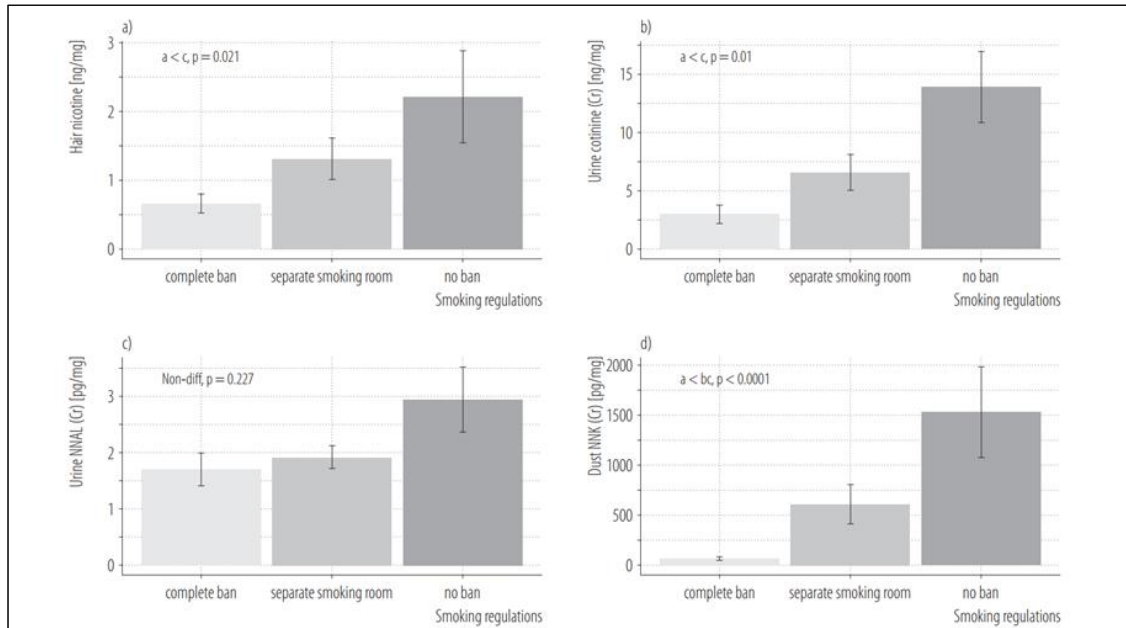 a)
Hair nicotine [ng/mg]
3
2
1
0
a < c, p = 0.021
complete ban
separate smoking room
no ban
Smoking regulations
b)
Urine cotinine (Cr) [ng/mg]
15
10
5
0
a < c, p = 0.01
complete ban
separate smoking room
no ban
Smoking regulations
c)
Urine NNAL (Cr) [pg/mg]
3
2
1
0
Non-diff, p = 0.227
complete ban
separate smoking room
no ban
Smoking regulations
d)
Dust NNK (Cr) [pg/mg]
2000
1500
1000
500
0
a < bc, p < 0.0001
complete ban
separate smoking room
no ban
Smoking regulations